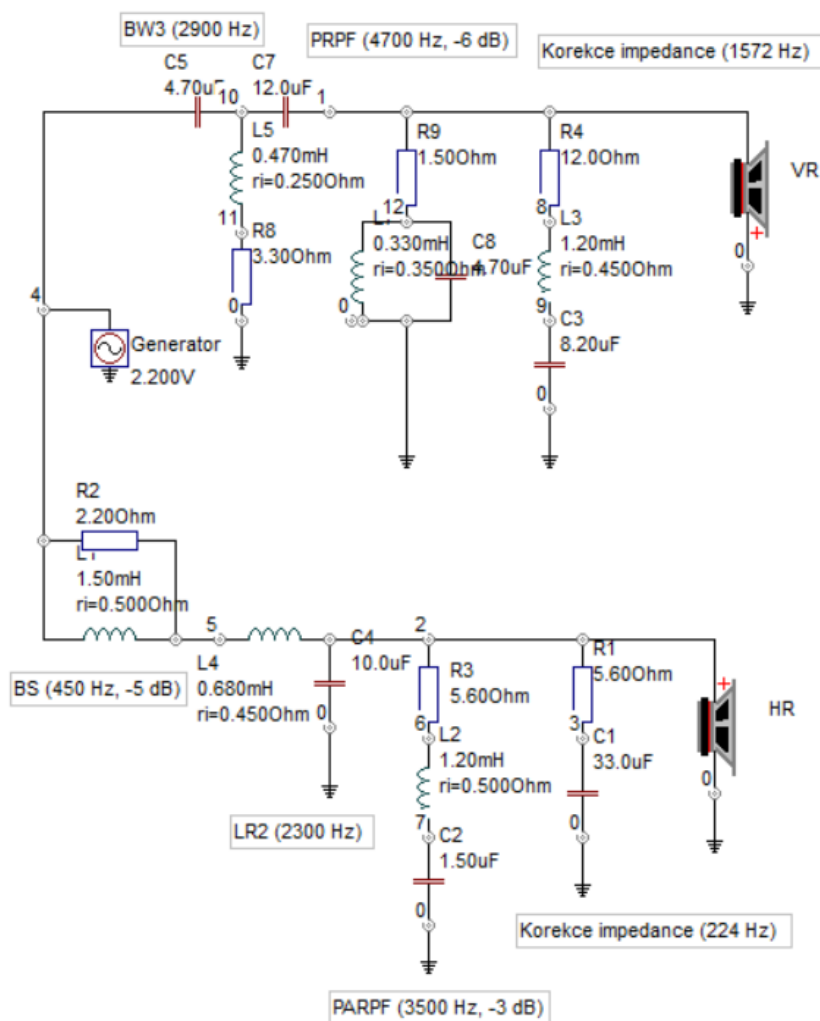 BW3 (2900 Hz)
PRPF (4700 Hz, -6 dB)
Korekce impedance (1572 Hz)
C5
4.70uF
10
C7
12.0uF
1
L5
0.470mH
ri=0.250Ohm
11
R8
3.30Ohm
0
R9
1.50Ohm
12
0.330mH
ri=0.350Ohm
0
C8
4.70uF
R4
12.0Ohm
8
L3
1.20mH
ri=0.450Ohm
9
C3
8.20uF
0
VR
+
0
4
Generator
2.200V
R2
2.20Ohm
L1
1.50mH
ri=0.500Ohm
BS (450 Hz, -5 dB)
5
L4
0.680mH
ri=0.450Ohm
C4
10.0uF
0
LR2 (2300 Hz)
2
R3
5.60Ohm
6
L2
1.20mH
ri=0.500Ohm
7
C2
1.50uF
0
PARPF (3500 Hz, -3 dB)
R1
5.60Ohm
3
C1
33.0uF
0
Korekce impedance (224 Hz)
+
HR
0